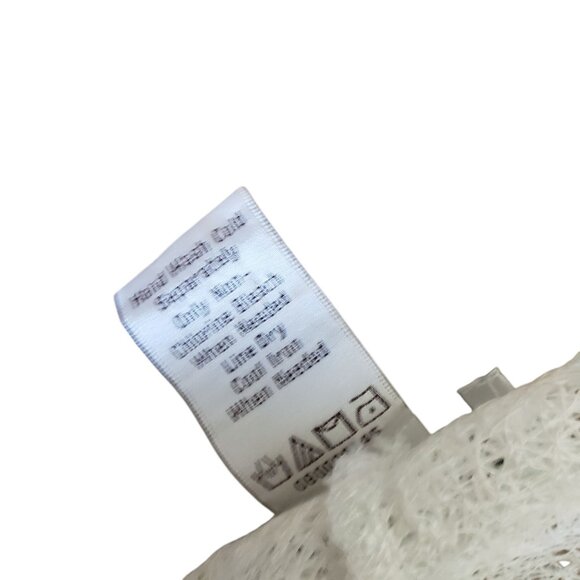 Hand Wash Cold
Separately
Only Non-
Chlorine Bleach
When Needed
Line Dry
Cool Iron
When Needed